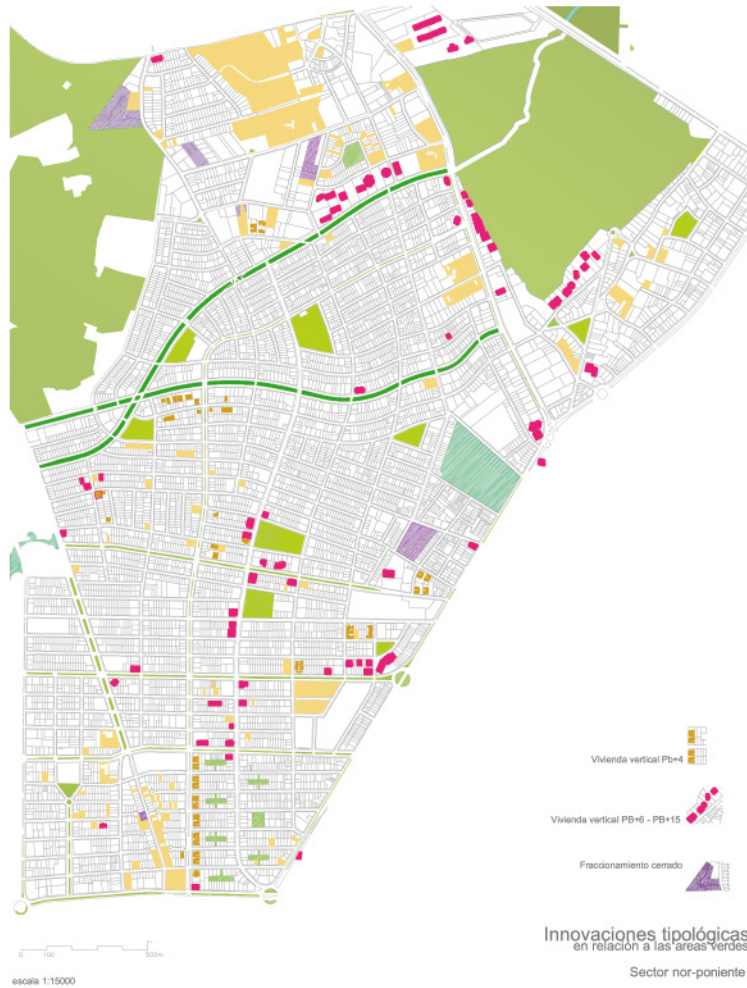 Vivienda vertical Pb+4
Vivienda vertical PB+6 - PB+15
Fraccionamiento cerrado
Innovaciones tipológicas
en relación a las áreas verdes
Sector nor-poniente
0 100 500m
escala 1:15000